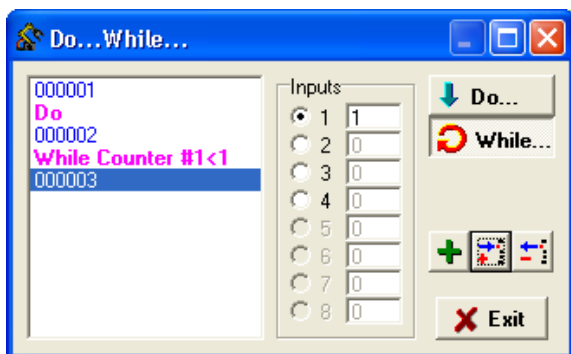 Do...While...
000001
Do
000002
While Counter #1<1
000003
Inputs
1 1
2 0
3 0
4 0
5 0
6 0
7 0
8 0
Do...
While...
Exit